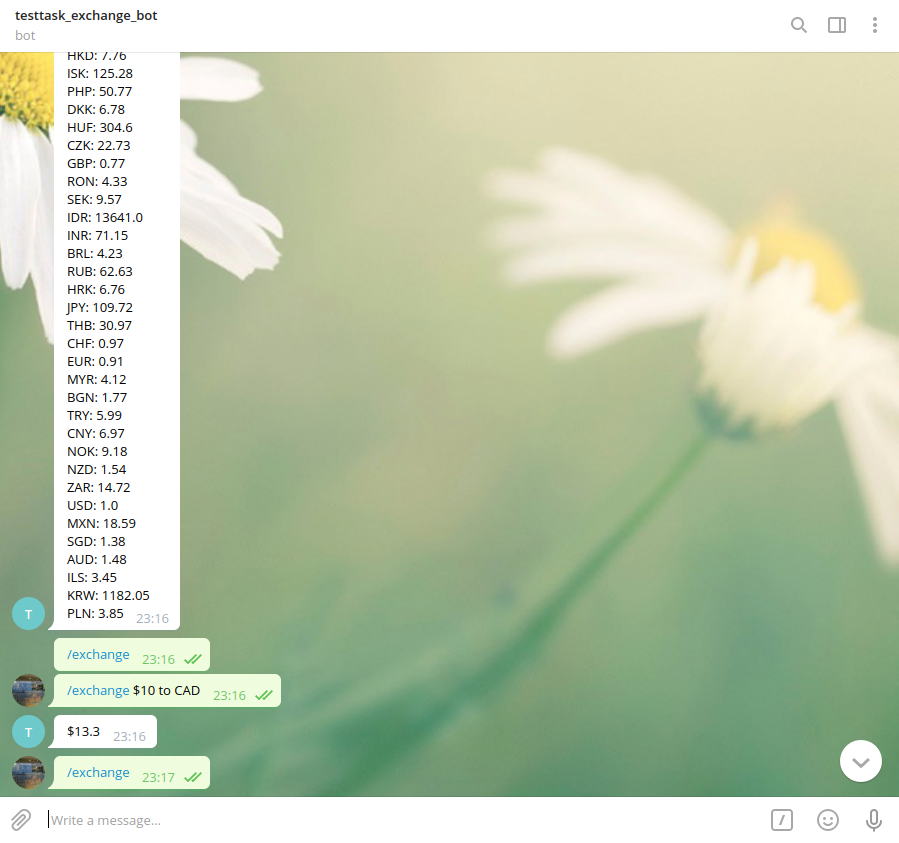 testtask_exchange_bot
bot
HKD: 7.76
ISK: 125.28
PHP: 50.77
DKK: 6.78
HUF: 304.6
CZK: 22.73
GBP: 0.77
RON: 4.33
SEK: 9.57
IDR: 13641.0
INR: 71.15
BRL: 4.23
RUB: 62.63
HRK: 6.76
JPY: 109.72
THB: 30.97
CHF: 0.97
EUR: 0.91
MYR: 4.12
BGN: 1.77
TRY: 5.99
CNY: 6.97
NOK: 9.18
NZD: 1.54
ZAR: 14.72
USD: 1.0
MXN: 18.59
SGD: 1.38
AUD: 1.48
ILS: 3.45
KRW: 1182.05
PLN: 3.85 23:16
T
/exchange 23:16
/exchange $10 to CAD 23:16
T
$13.3 23:16
/exchange 23:17
Write a message...